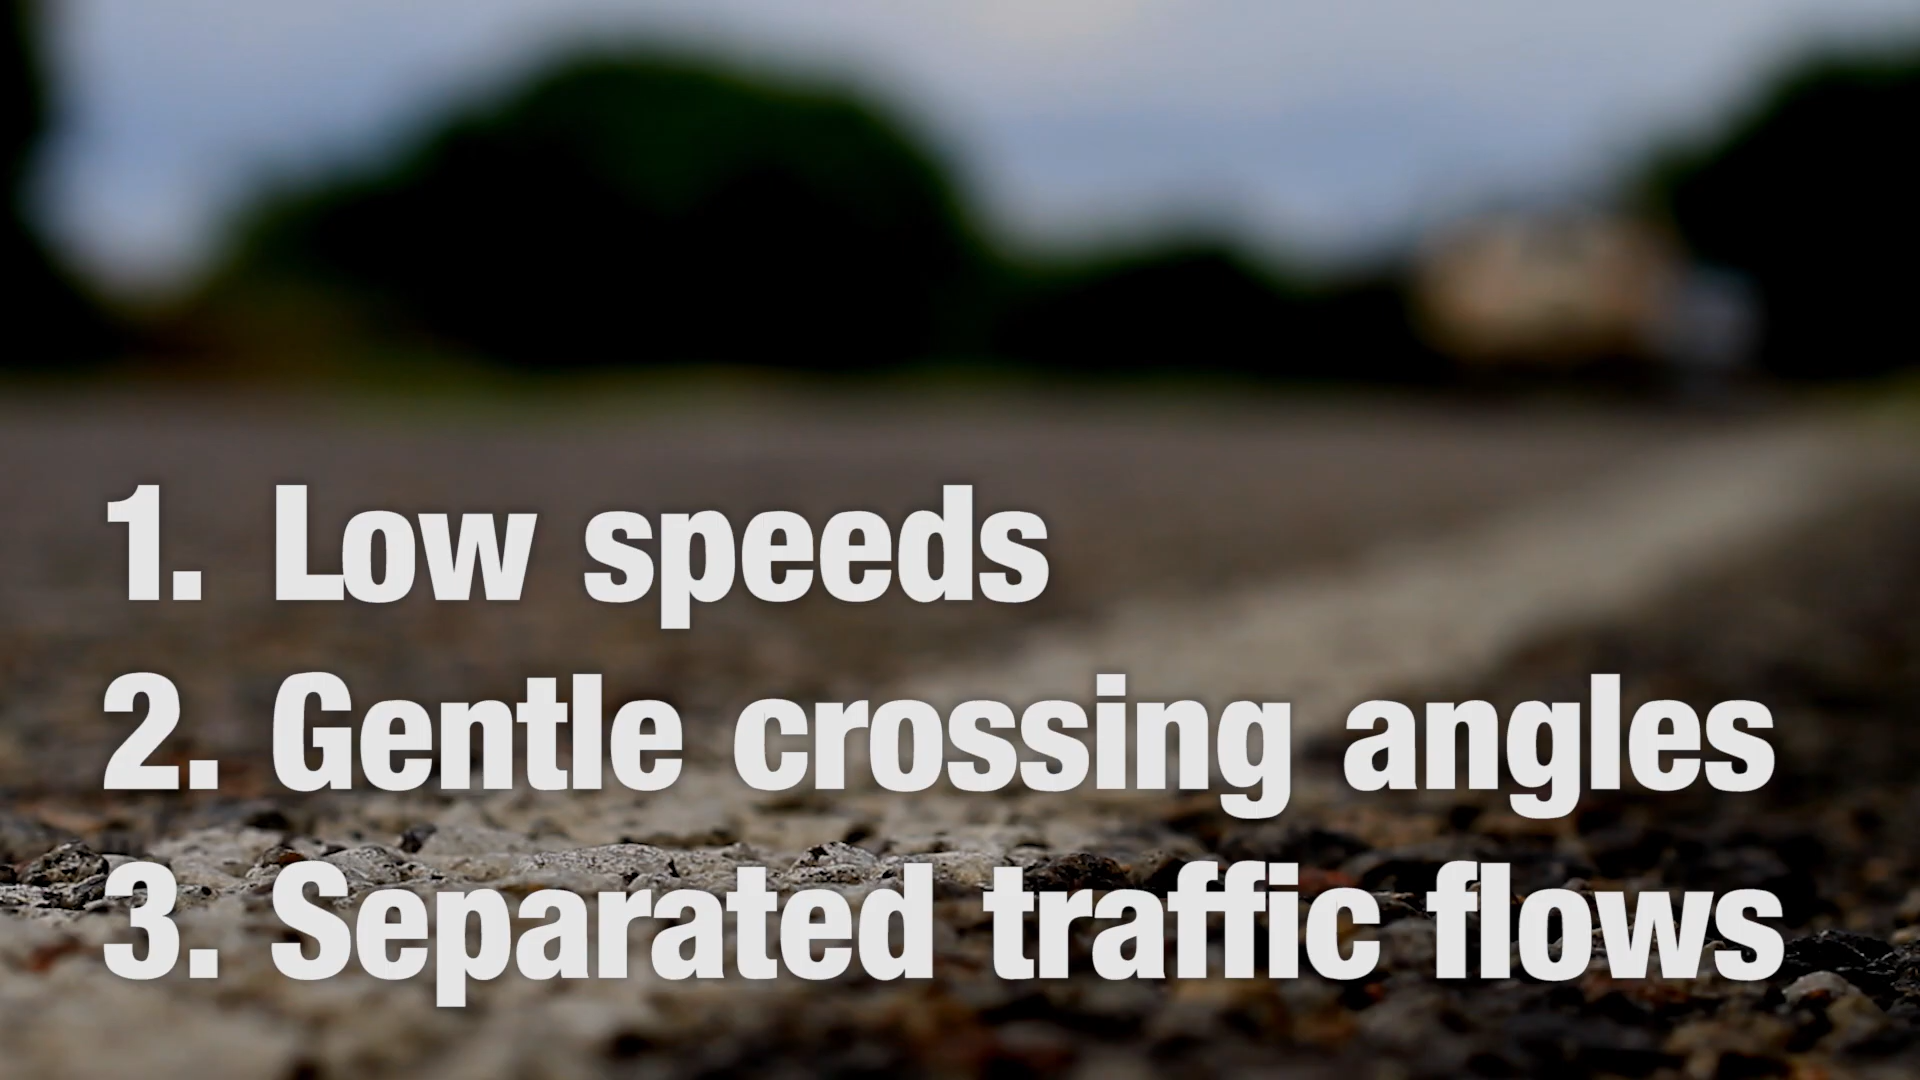 1. Low speeds
2. Gentle crossing angles
3. Separated traffic flows